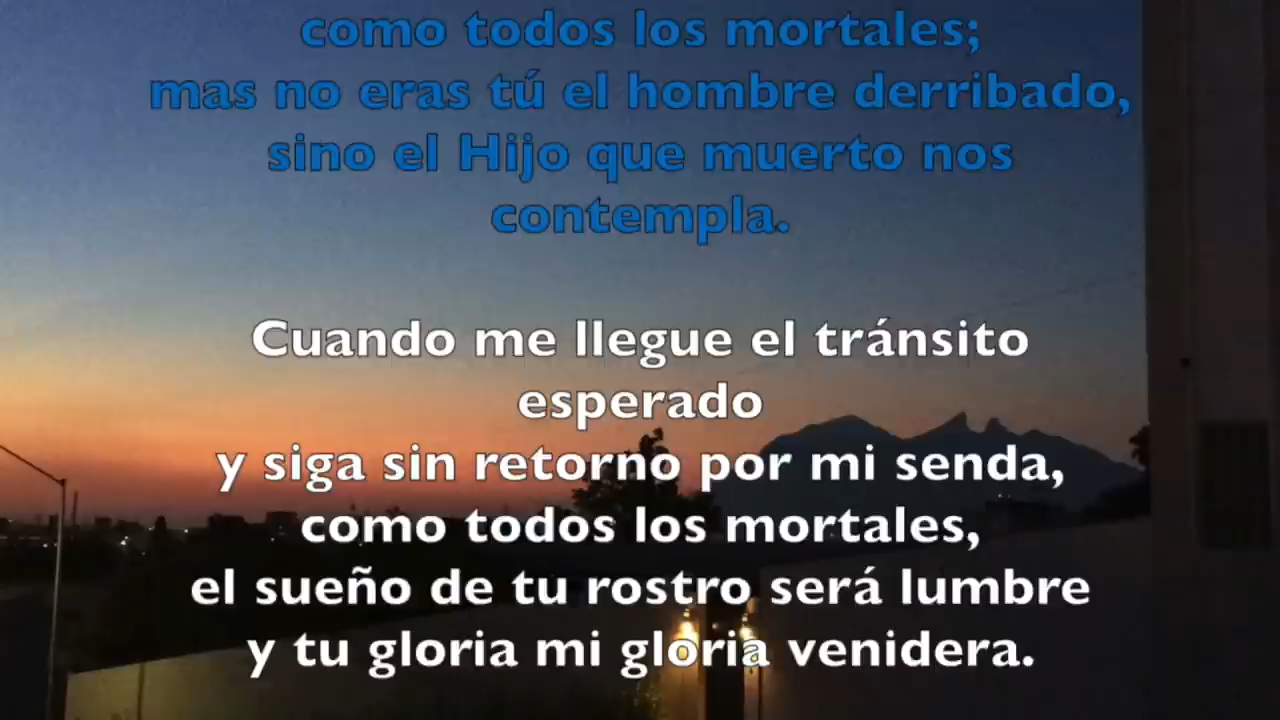 como todos los mortales;
mas no eras tú el hombre derribado,
sino el Hijo que muerto nos
contempla.
Cuando me llegue el tránsito
esperado
y siga sin retorno por mi senda,
como todos los mortales,
el sueño de tu rostro será lumbre
y tu gloria mi gloria venidera.